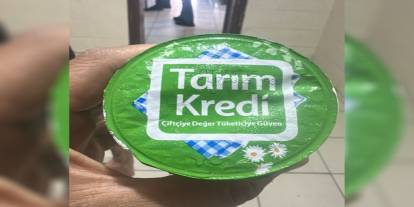 Tarım
Kredi
Çiftçiye Değer Tüketiciye Güven